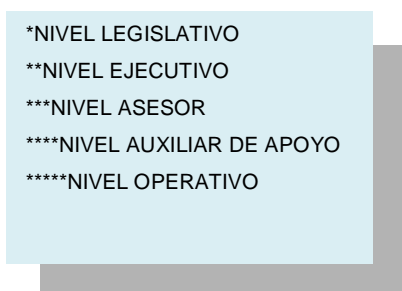 *NIVEL LEGISLATIVO
**NIVEL EJECUTIVO
***NIVEL ASESOR
****NIVEL AUXILIAR DE APOYO
*****NIVEL OPERATIVO